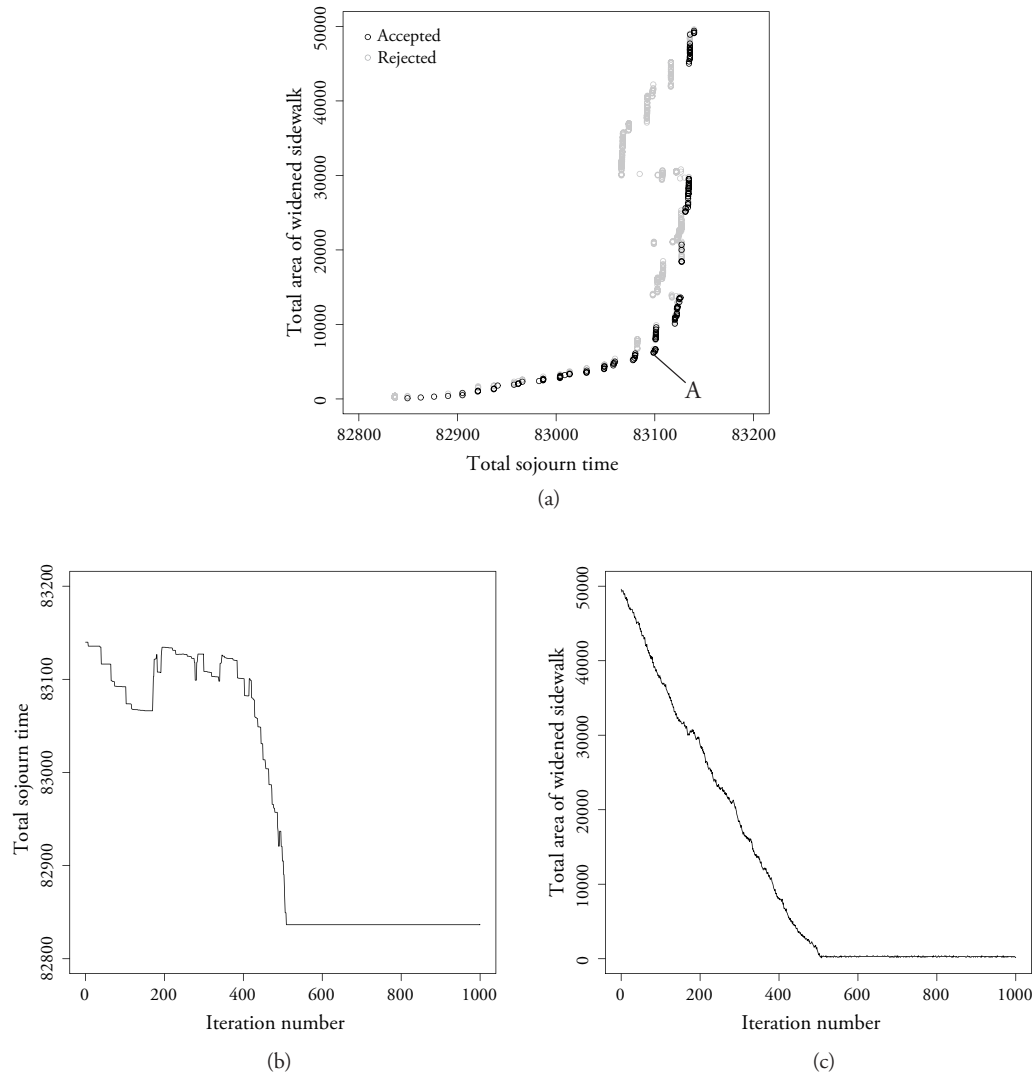 Accepted
Rejected
Total area of widened sidewalk
50000
40000
30000
20000
10000
0
A
82800 82900 83000 83100 83200
Total sojourn time
(a)
Total sojourn time
83200
83100
83000
82900
82800
0 200 400 600 800 1000
Iteration number
(b)
Total area of widened sidewalk
50000
40000
30000
20000
10000
0
0 200 400 600 800 1000
Iteration number
(c)